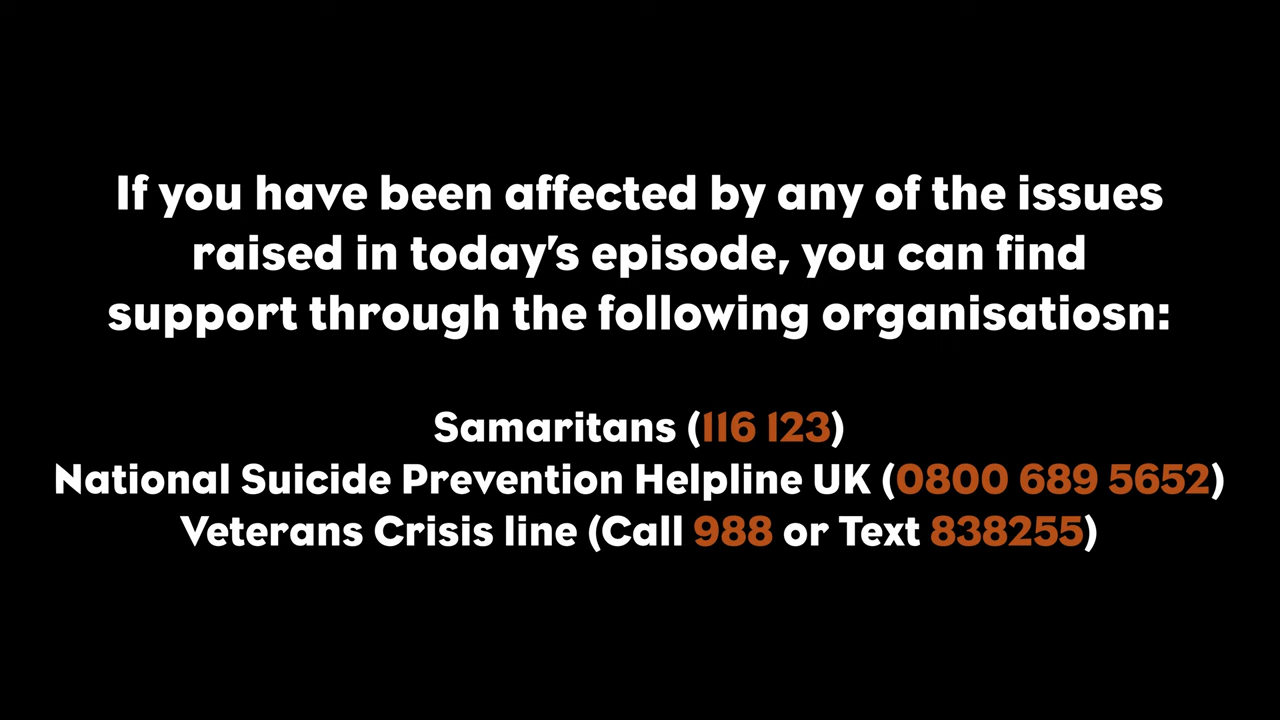 If you have been affected by any of the issues
raised in today's episode, you can find
support through the following organisatiosn:
Samaritans (116 123)
National Suicide Prevention Helpline UK (0800 689 5652)
Veterans Crisis line (Call 988 or Text 838255)